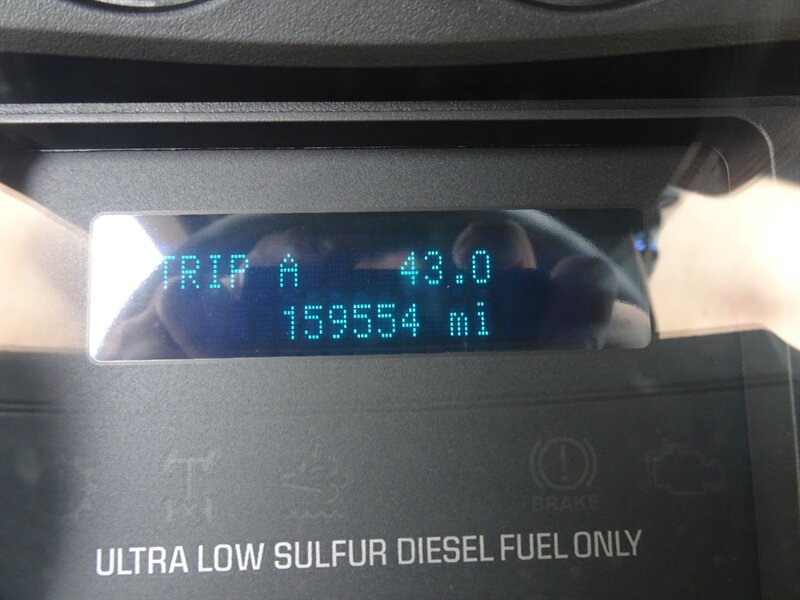 TRIP A 43.0
159554 mi
BRAKE
ULTRA LOW SULFUR DIESEL FUEL ONLY